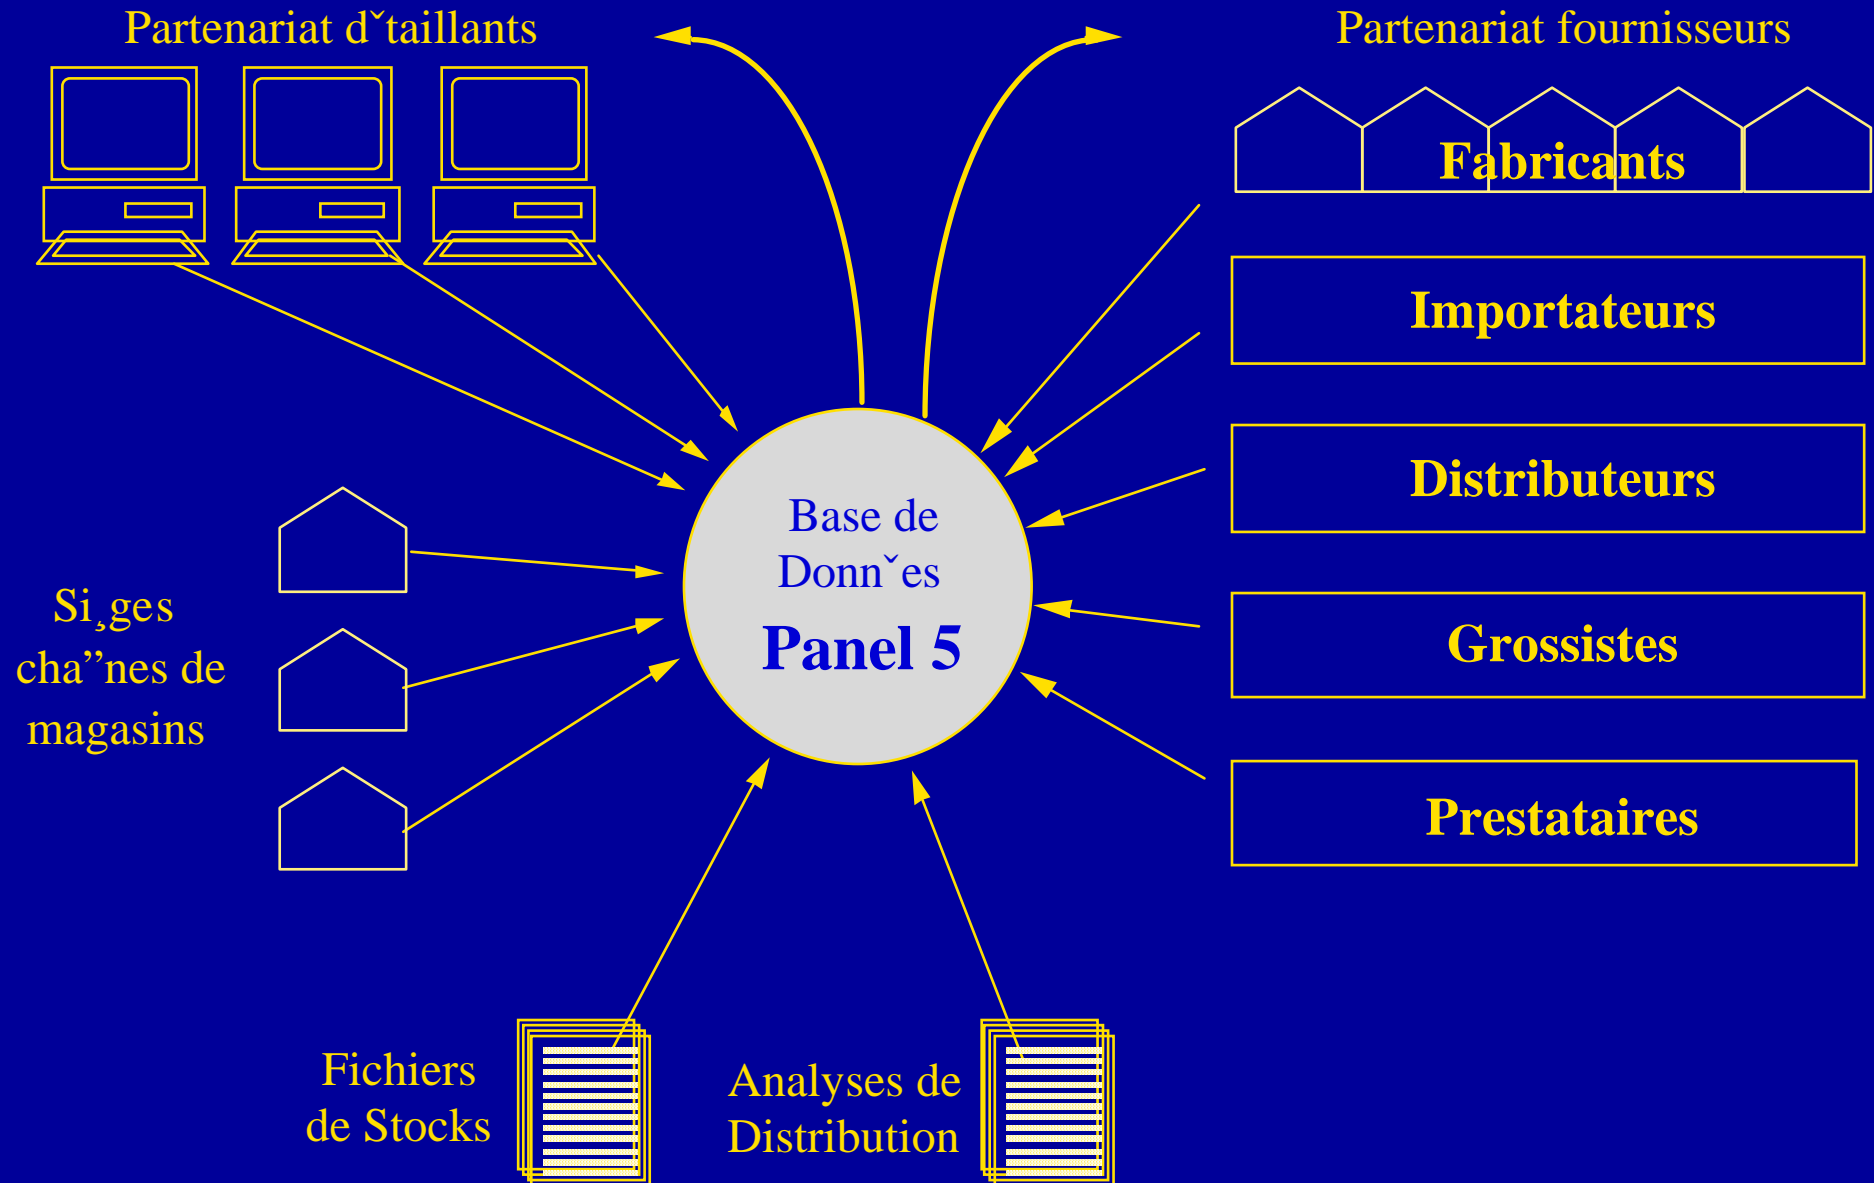 Partenariat dˇtaillants
Partenariat fournisseurs
Fabricants
Importateurs
Distributeurs
Grossistes
Prestataires
Base de
Donnˇes
Panel 5
Si¸ges
cha”nes de
magasins
Fichiers
de Stocks
Analyses de
Distribution